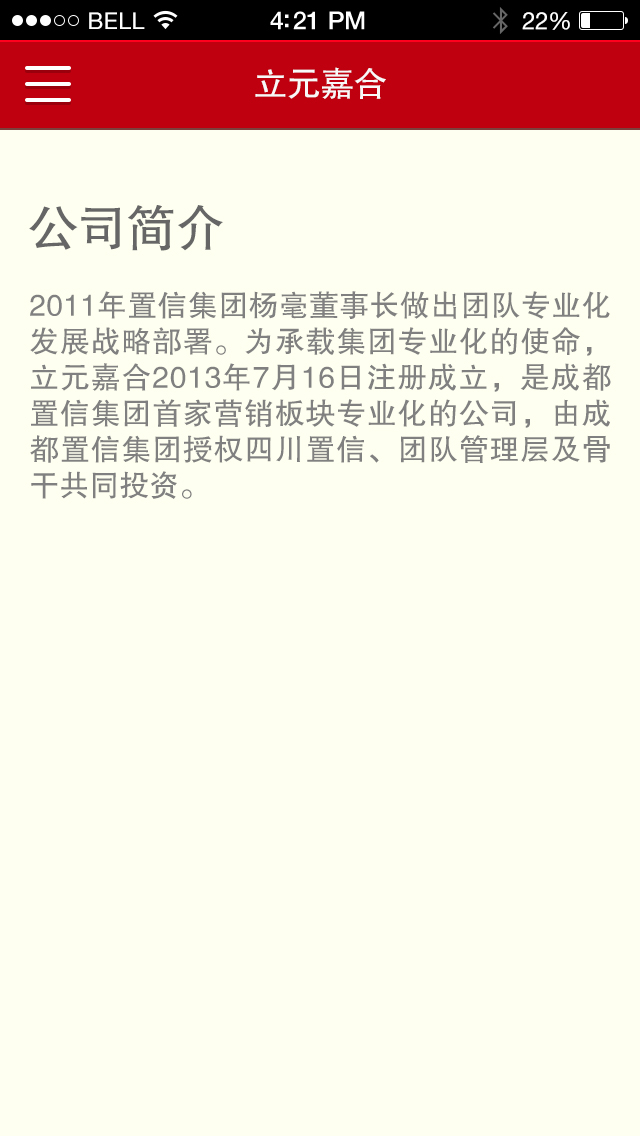 BELL 4:21 PM 22%
立元嘉合
公司简介
2011年置信集团杨毫董事长做出团队专业化
发展战略部署。为承载集团专业化的使命，
立元嘉合2013年7月16日注册成立，是成都
置信集团首家营销板块专业化的公司，由成
都置信集团授权四川置信、团队管理层及骨
干共同投资。